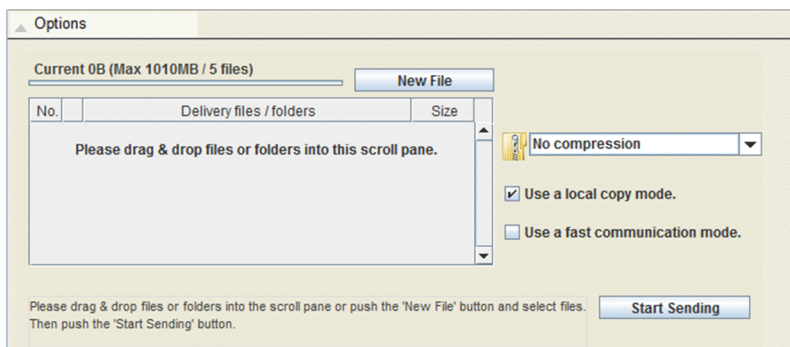 Options
Current 0B (Max 1010MB / 5 files)
New File
No. Delivery files / folders Size
Please drag & drop files or folders into this scroll pane.
No compression
Use a local copy mode.
Use a fast communication mode.
Please drag & drop files or folders into the scroll pane or push the 'New File' button and select files.
Then push the 'Start Sending' button.
Start Sending